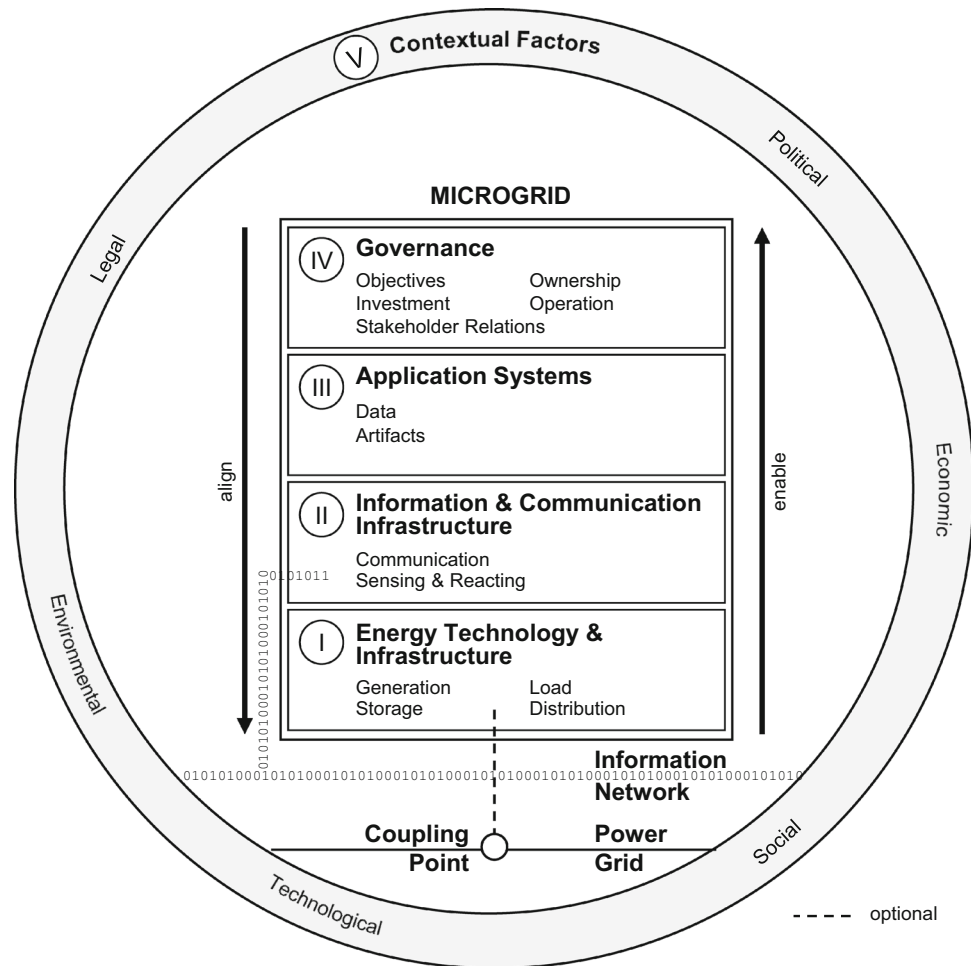 V Contextual Factors
Political
Legal
MICROGRID
IV Governance
Objectives Ownership
Investment Operation
Stakeholder Relations
III Application Systems
Data
Artifacts
align
enable
Economic
II Information & Communication
Infrastructure
Communication
Sensing & Reacting
0101011
I Energy Technology &
Infrastructure
Generation Load
Storage Distribution
Environmental
Information
Network
Coupling Power
Point Grid
Social
Technological
optional